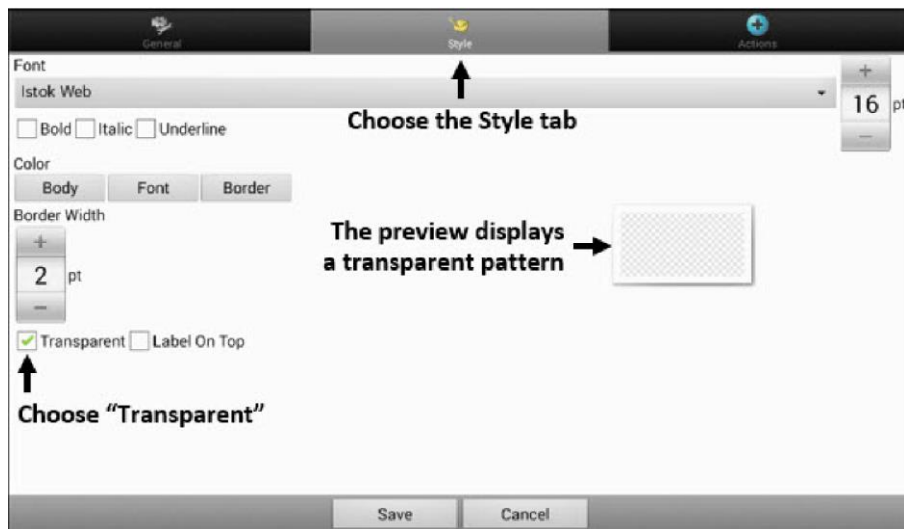 General
Style
Actions
Font
Istok Web
+
16 pt
−
Bold Italic Underline
Choose the Style tab
Color
Body Font Border
Border Width
+
2 pt
−
The preview displays
a transparent pattern
Transparent Label On Top
Choose “Transparent”
Save Cancel